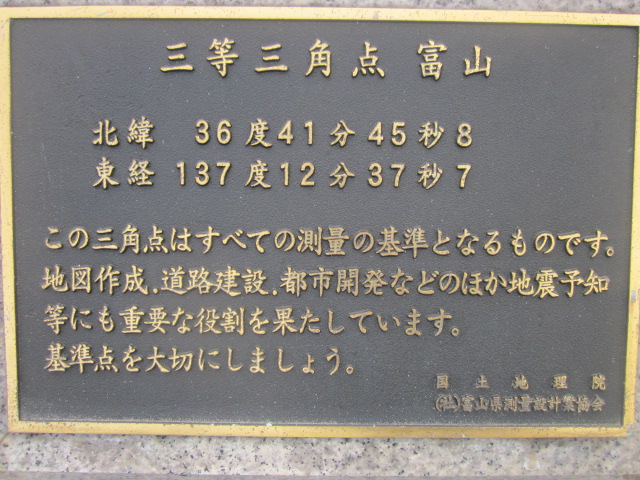 三等三角点 富山
北緯 36度41分45秒8
東経 137度12分37秒7
この三角点はすべての測量の基準となるものです。
地図作成.道路建設.都市開発などのほか地震予知
等にも重要な役割を果たしています。
基準点を大切にしましょう。
国土地理院
(社)富山県測量設計業協会